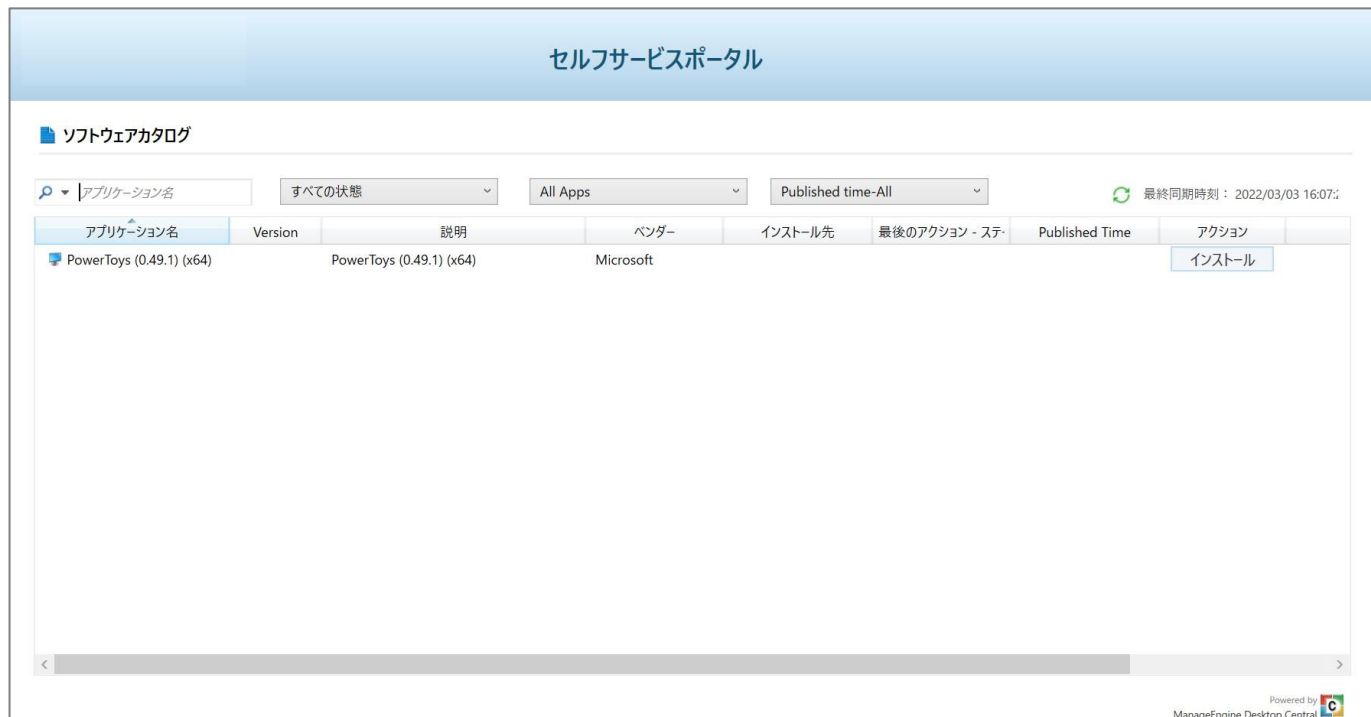 セルフサービスポータル
ソフトウェアカタログ
アプリケーション名 すべての状態 All Apps Published time-All 最終同期時刻： 2022/03/03 16:07:
アプリケーション名 Version 説明 ベンダー インストール先 最後のアクション - ステ Published Time アクション
PowerToys (0.49.1) (x64) PowerToys (0.49.1) (x64) Microsoft インストール
Powered by
ManageEngine Desktop Central